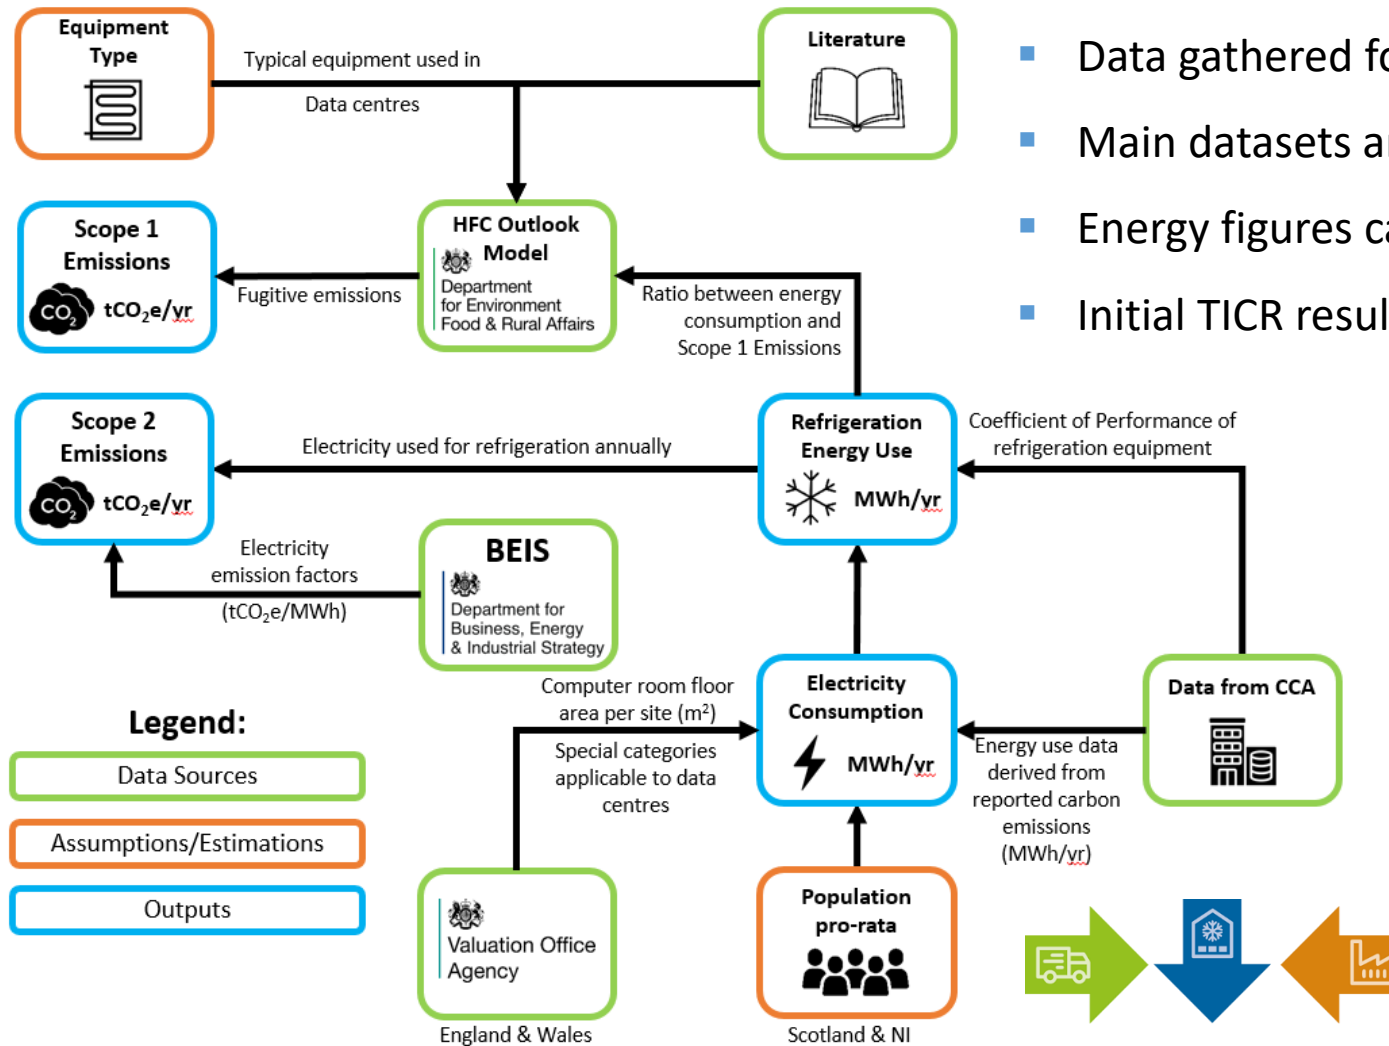 Equipment
Type
Typical equipment used in
Data centres
Literature
Data gathered
Main datasets
Energy figures
Initial TICR
Scope 1
Emissions
CO2
tCO₂e/yr
Fugitive emissions
HFC Outlook
Model
Department
for Environment
Food & Rural Affairs
Ratio between energy
consumption and
Scope 1 Emissions
Scope 2
Emissions
CO2
tCO₂e/yr
Electricity used for refrigeration annually
Refrigeration
Energy Use
MWh/yr
Coefficient of Performance of
refrigeration equipment
Electricity
emission factors
(tCO₂e/MWh)
BEIS
Department for
Business, Energy
& Industrial Strategy
Computer room floor
area per site (m²)
Special categories
applicable to data
centres
Electricity
Consumption
MWh/yr
Data from CCA
Energy use data
derived from
reported carbon
emissions
(MWh/yr)
Legend:
Data Sources
Assumptions/Estimations
Outputs
Valuation Office
Agency
England & Wales
Population
pro-rata
Scotland & NI